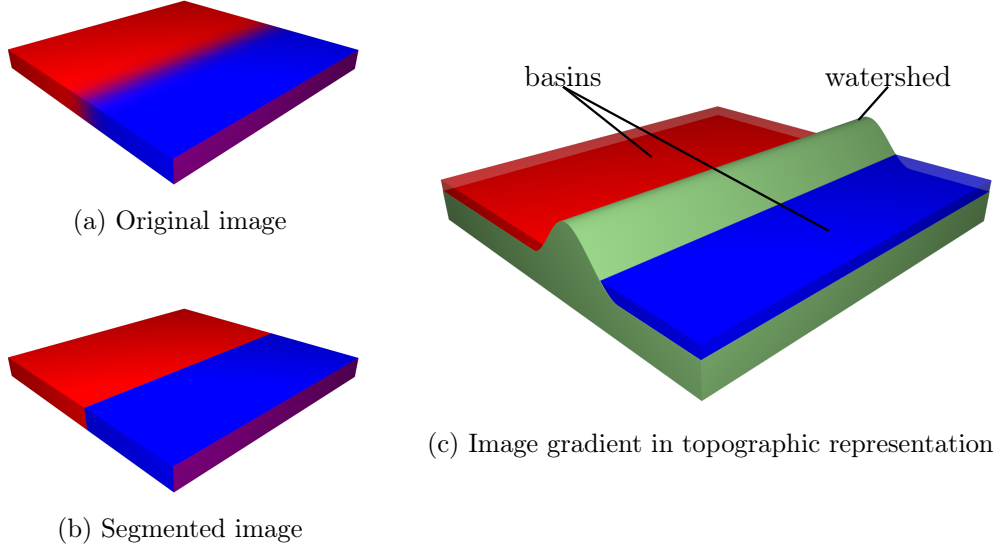 basins
watershed
(a) Original image
(b) Segmented image
(c) Image gradient in topographic representation